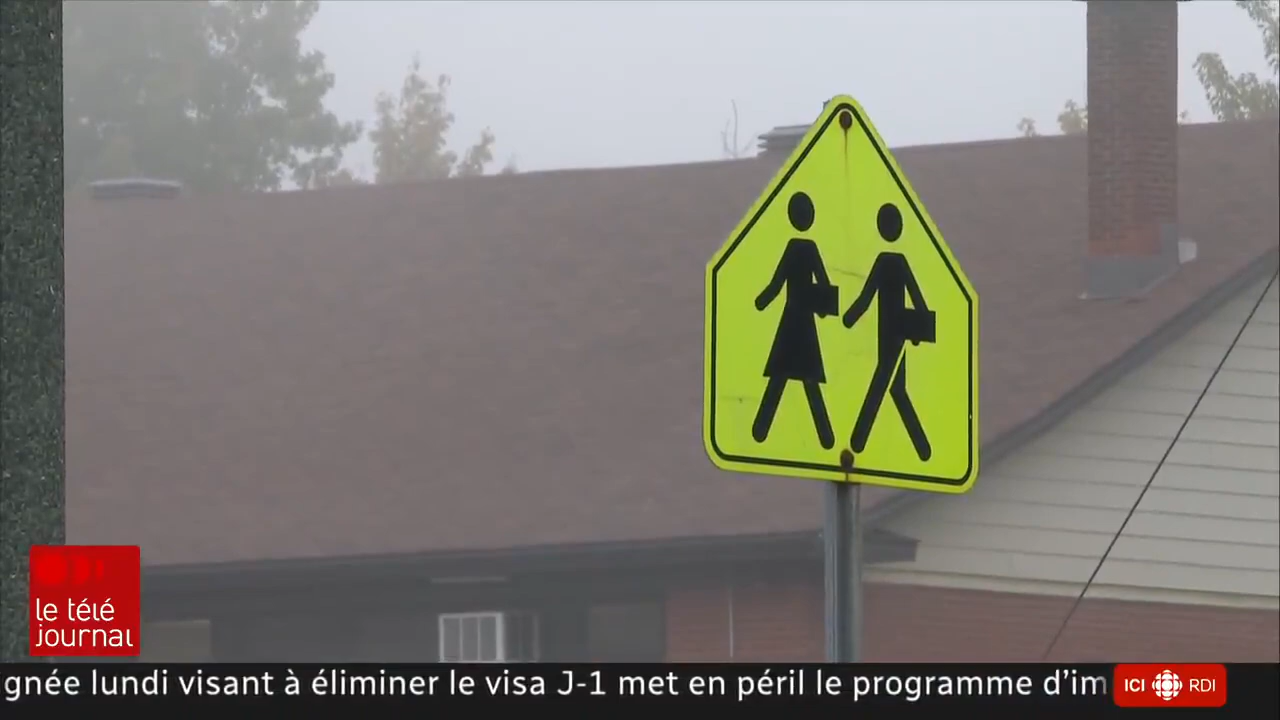 le télé
journal
gnée lundi visant à éliminer le visa J-1 met en péril le programme d'im
ICI RDI